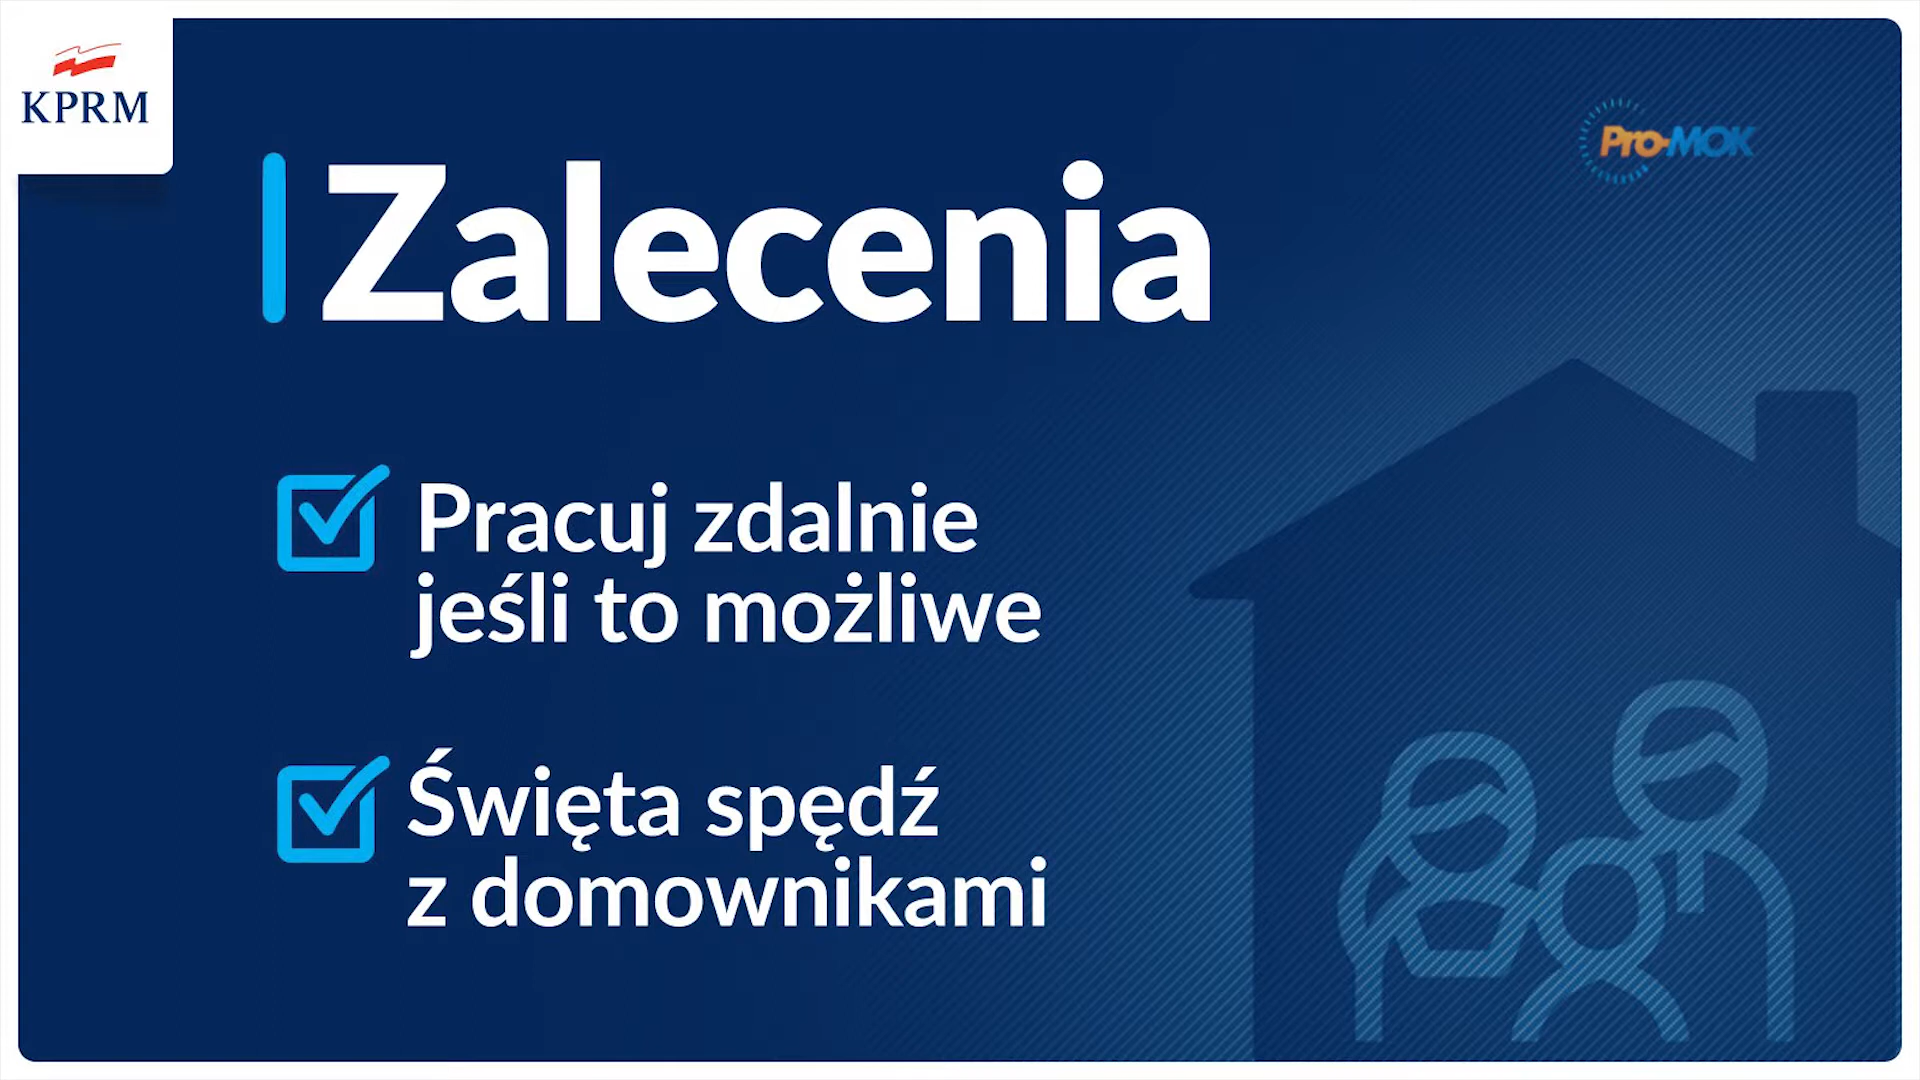 KPRM
Pro-MOK
Zalecenia
Pracuj zdalnie
jeśli to możliwe
Święta spędź
z domownikami